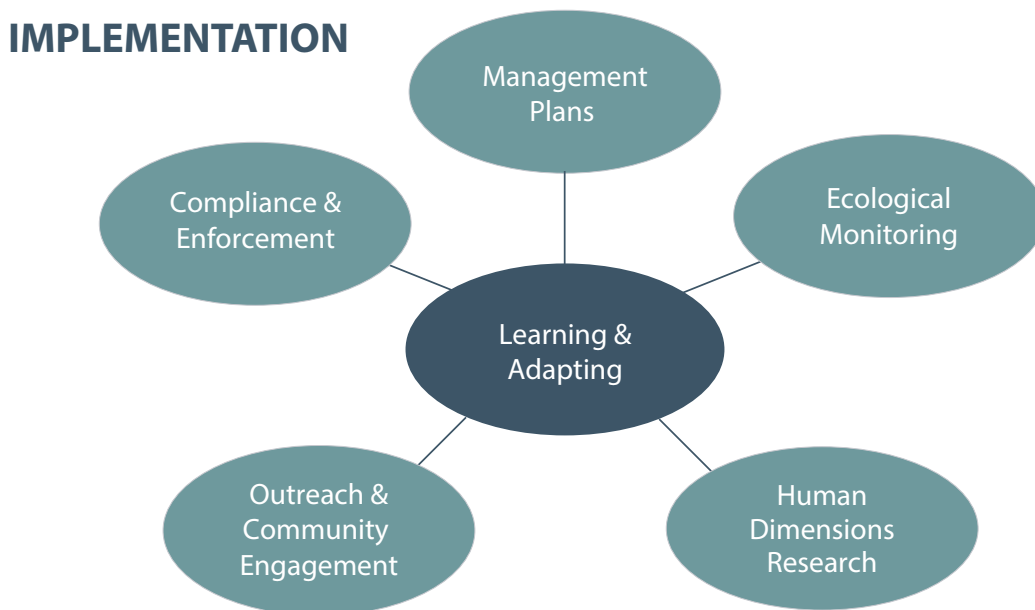 IMPLEMENTATION
Management
Plans
Compliance &
Enforcement
Ecological
Monitoring
Learning &
Adapting
Outreach &
Community
Engagement
Human
Dimensions
Research